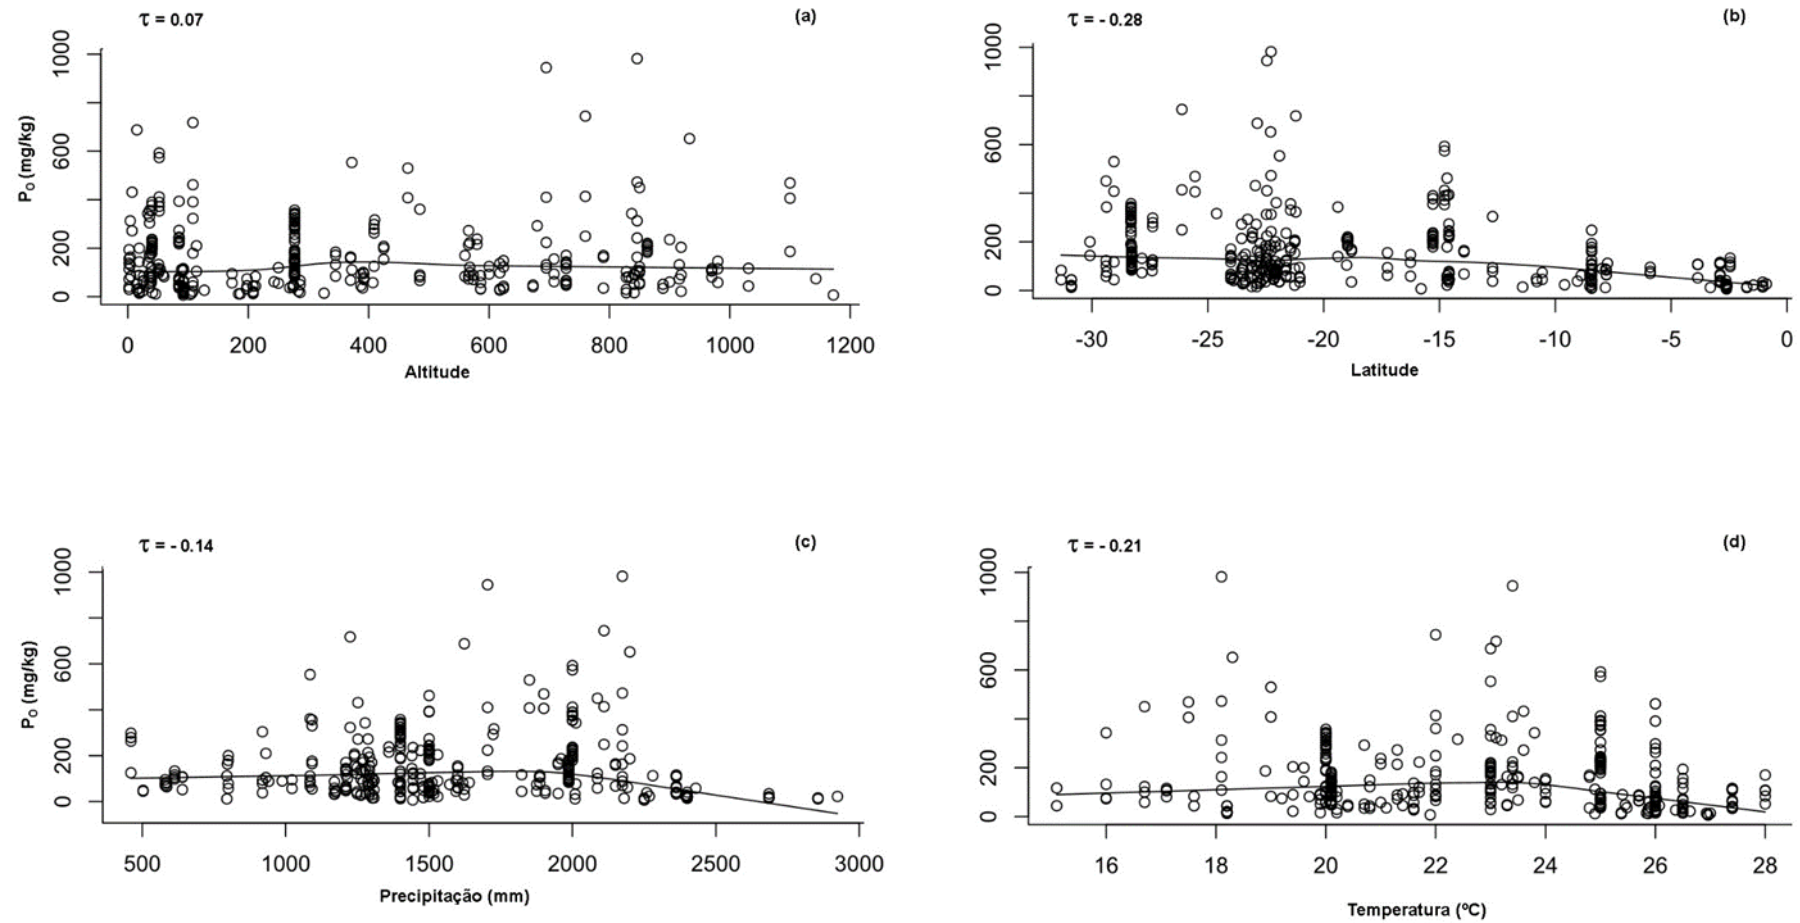 τ = 0.07
(a)
1000
600
200
0
P₀ (mg/kg)
0 200 400 600 800 1000 1200
Altitude
τ = - 0.28
(b)
1000
600
200
0
-30 -25 -20 -15 -10 -5 0
Latitude
τ = - 0.14
(c)
1000
600
200
0
P₀ (mg/kg)
500 1000 1500 2000 2500 3000
Precipitação (mm)
τ = - 0.21
(d)
1000
600
200
0
16 18 20 22 24 26 28
Temperatura (ºC)